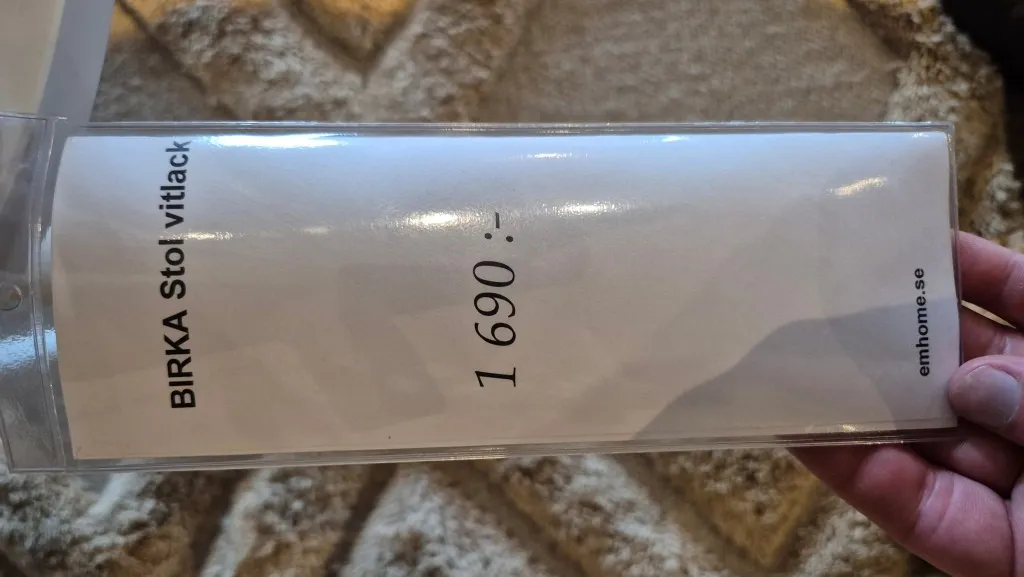 BIRKA Stol vitlack
1 690 :-
emhome.se